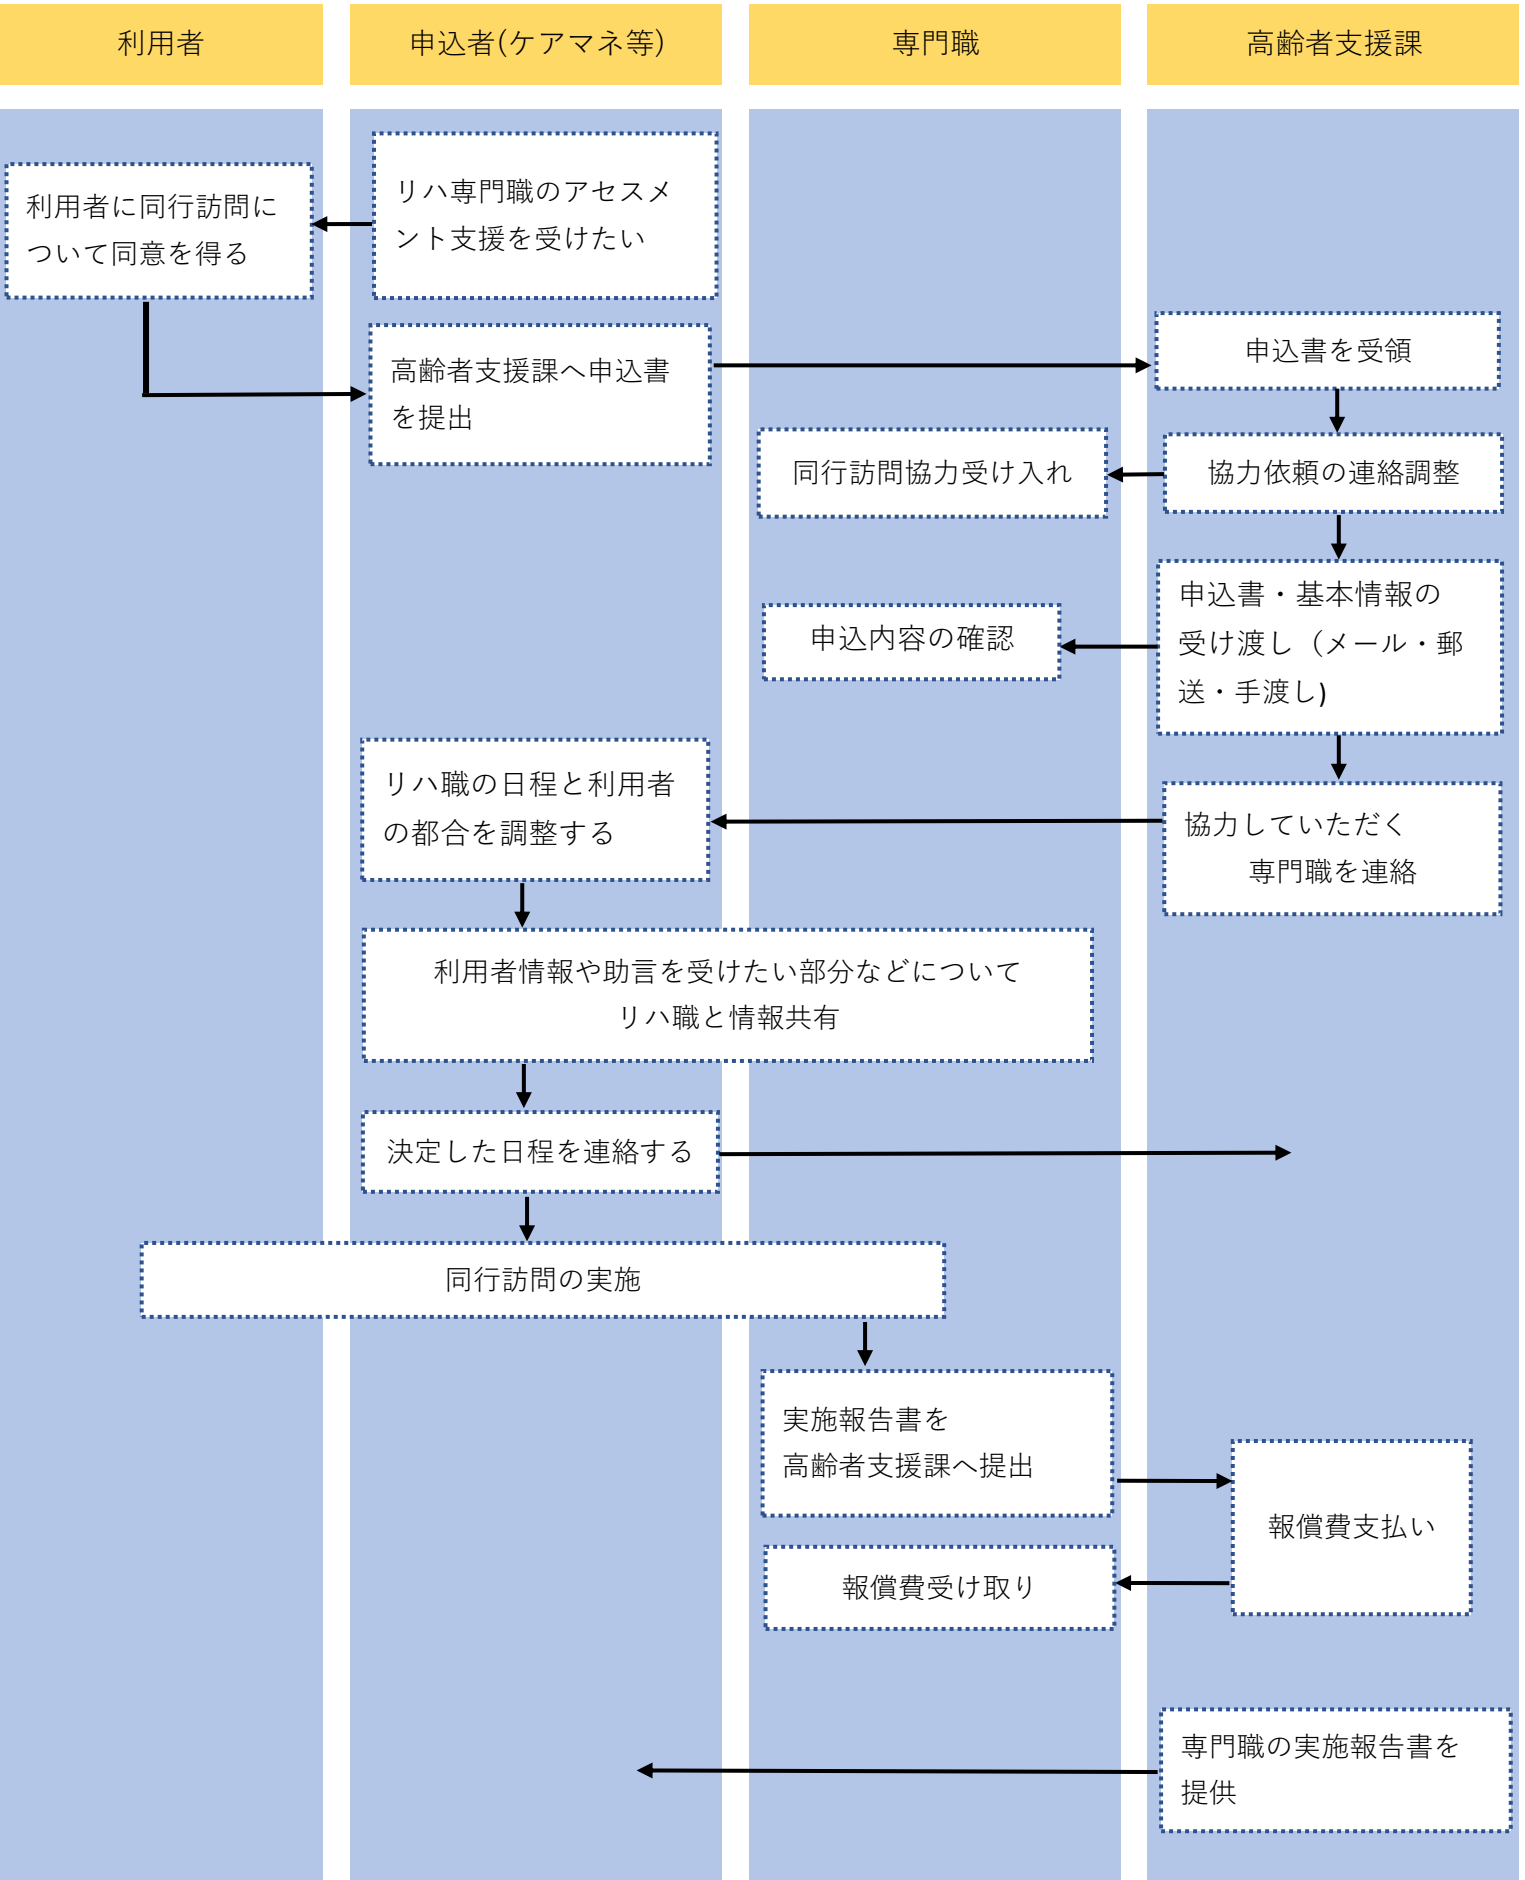 利用者
申込者(ケアマネ等)
専門職
高齢者支援課
リハ専門職のアセスメ
ント支援を受けたい
利用者に同行訪問に
ついて同意を得る
高齢者支援課へ申込書
を提出
申込書を受領
協力依頼の連絡調整
同行訪問協力受け入れ
申込書・基本情報の
受け渡し（メール・郵
送・手渡し)
申込内容の確認
協力していただく
専門職を連絡
リハ職の日程と利用者
の都合を調整する
利用者情報や助言を受けたい部分などについて
リハ職と情報共有
決定した日程を連絡する
同行訪問の実施
実施報告書を
高齢者支援課へ提出
報償費支払い
報償費受け取り
専門職の実施報告書を
提供